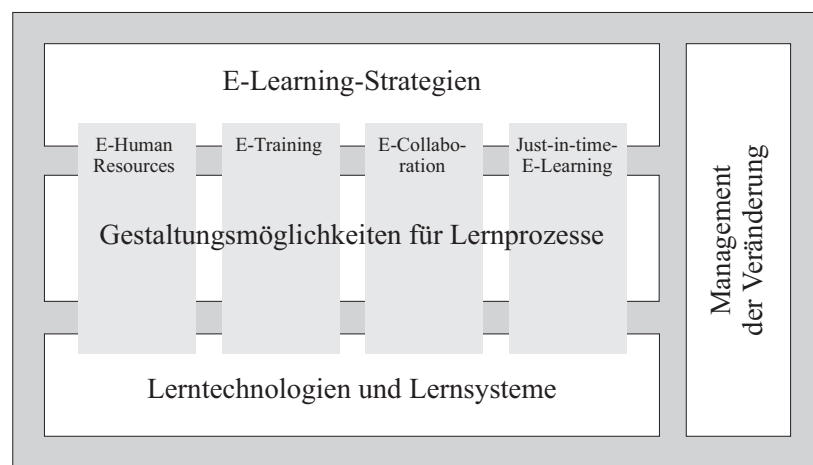 E-Learning-Strategien
E-Human
Resources
E-Training
E-Collabo-
ration
Just-in-time-
E-Learning
Gestaltungsmöglichkeiten für Lernprozesse
Lerntechnologien und Lernsysteme
Management
der Veränderung